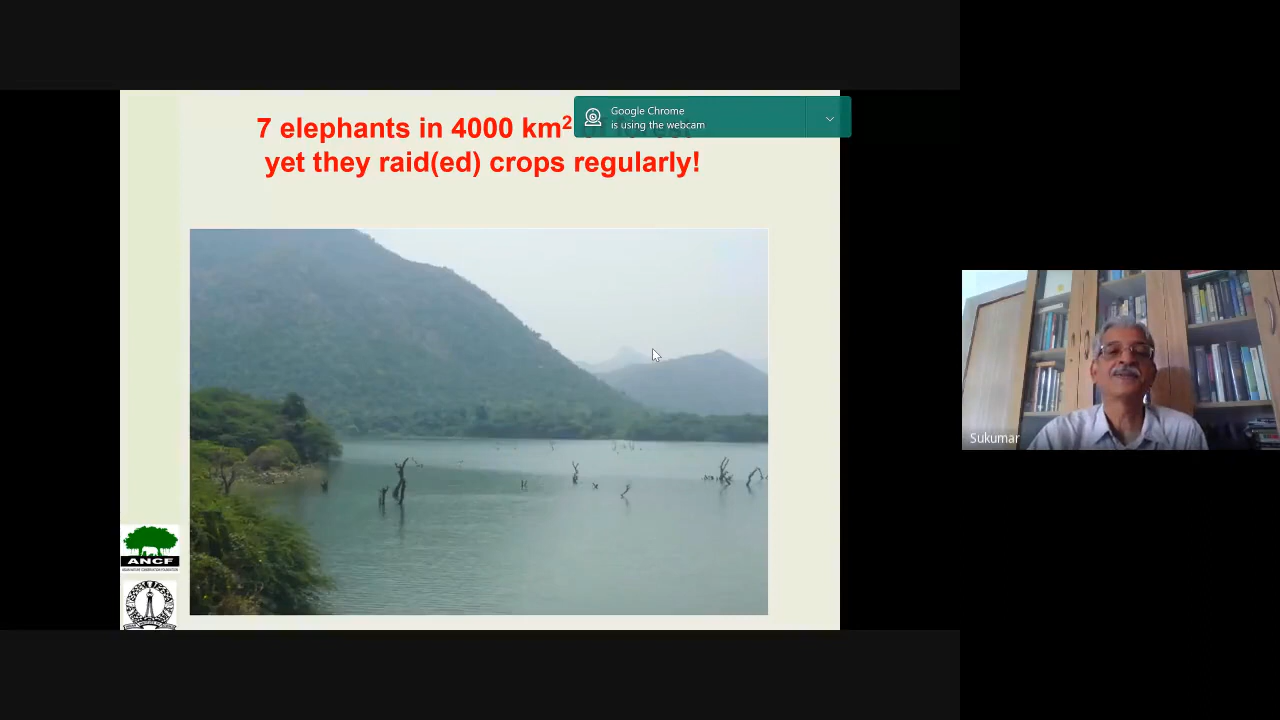 7 elephants in 4000 km²
yet they raid(ed) crops regularly!
Google Chrome
is using the webcam
ANCF
Sukumar